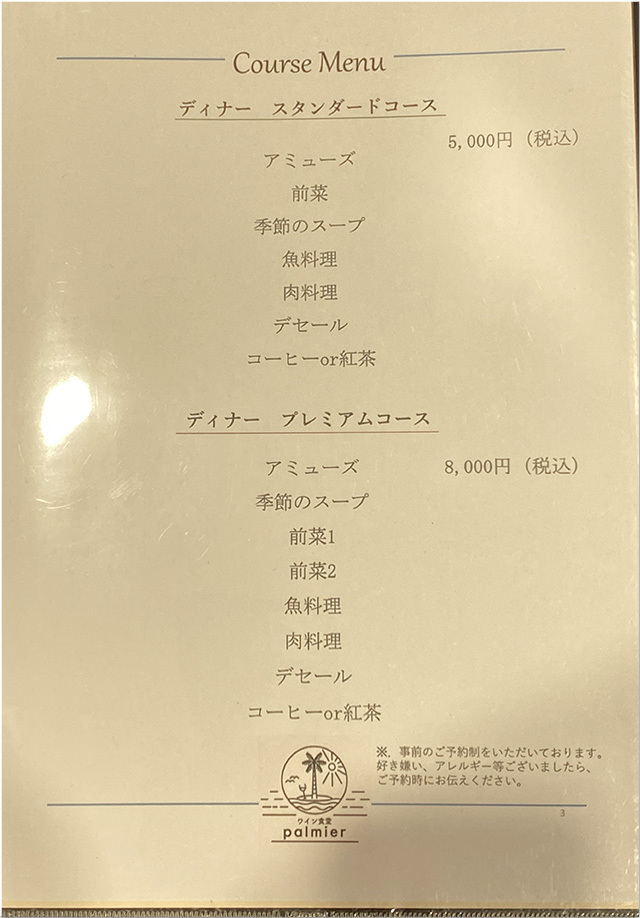 Course Menu
ディナー　スタンダードコース
5,000円（税込）
アミューズ
前菜
季節のスープ
魚料理
肉料理
デセール
コーヒーor紅茶
ディナー　プレミアムコース
アミューズ　8,000円（税込）
季節のスープ
前菜1
前菜2
魚料理
肉料理
デセール
コーヒーor紅茶
※．事前のご予約制をいただいております。
好き嫌い、アレルギー等ございましたら、
ご予約時にお伝えください。
3
ワイン食堂
palmier